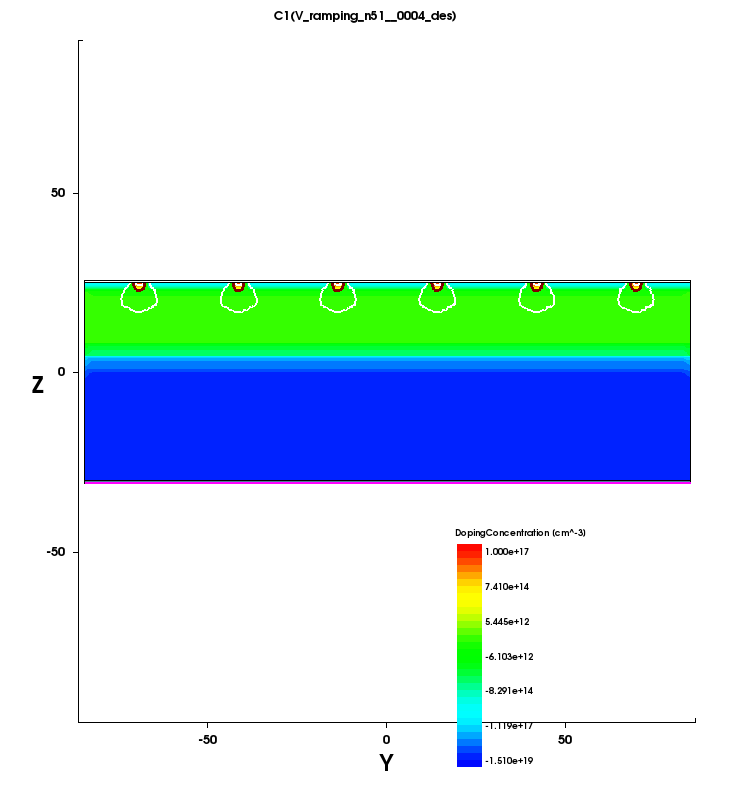 C1(V_ramping_n51__0004_des)
50
0
Z
-50
DopingConcentration (cm^-3)
1.000e+17
7.410e+14
5.445e+12
-6.103e+12
-8.291e+14
-1.119e+17
-1.510e+19
-50
0
50
Y